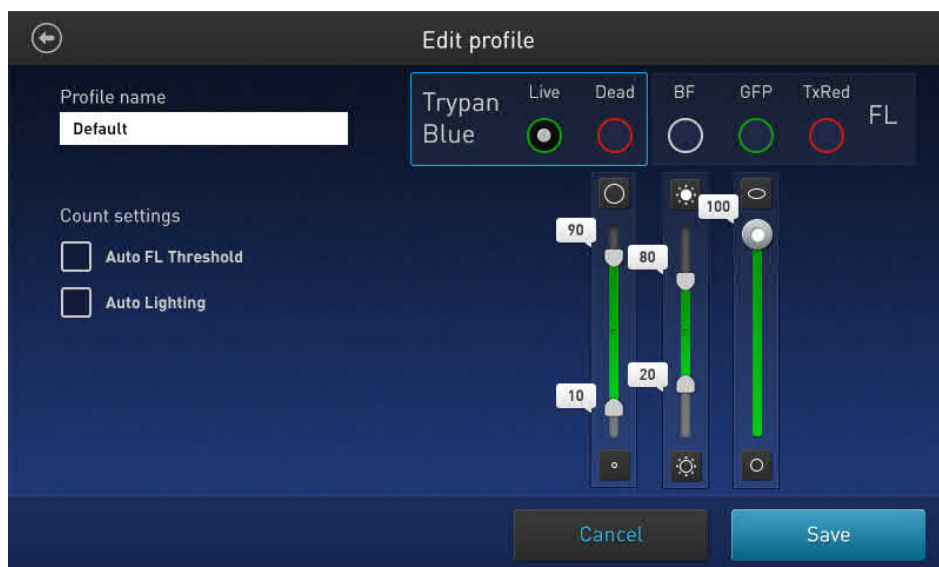 Edit profile
Profile name
Default
Trypan
Blue
Live
Dead
BF
GFP
TxRed
FL
Count settings
Auto FL Threshold
Auto Lighting
90
10
80
20
100
Cancel
Save